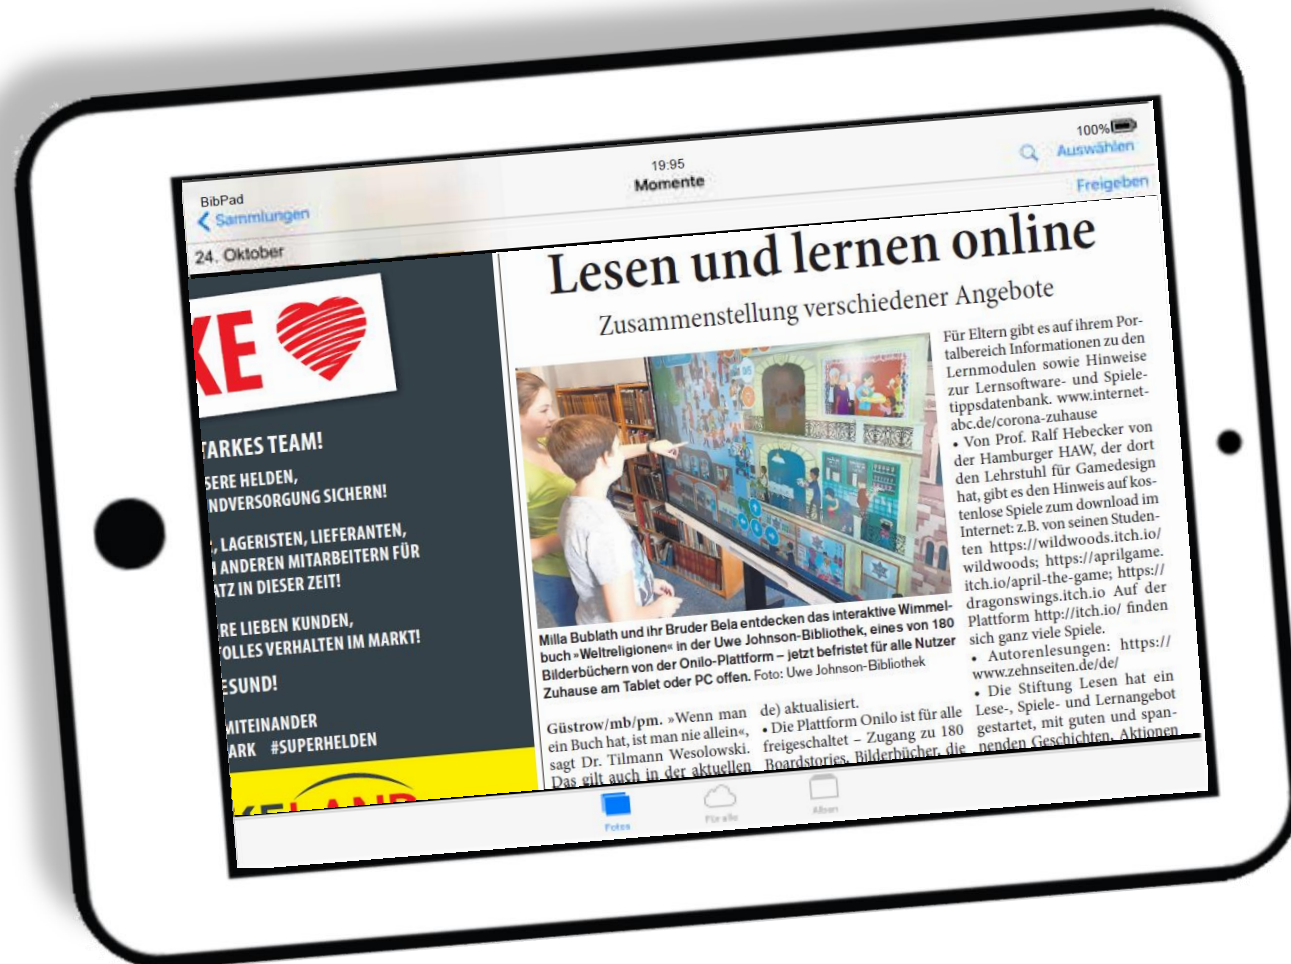 BibPad
19:95
100%
Sammlungen
Momente
Auswählen
24. Oktober
Freigeben
KE
TARKES TEAM!
SERE HELDEN,
NDVERSORGUNG SICHERN!
, LAGERISTEN, LIEFERANTEN,
ANDEREN MITARBEITERN FÜR
ATZ IN DIESER ZEIT!
RE LIEBEN KUNDEN,
OLLES VERHALTEN IM MARKT!
ESUND!
MITEINANDER
ARK #SUPERHELDEN
Lesen und lernen online
Zusammenstellung verschiedener Angebote
Milla Bublath und ihr Bruder Bela entdecken das interaktive Wimmel-
buch »Weltreligionen« in der Uwe Johnson-Bibliothek, eines von 180
Bilderbüchern von der Onilo-Plattform – jetzt befristet für alle Nutzer
Zuhause am Tablet oder PC offen. Foto: Uwe Johnson-Bibliothek
Güstrow/mb/pm. »Wenn man
ein Buch hat, ist man nie allein«,
sagt Dr. Tilmann Wesolowski.
Das gilt auch in der aktuellen
de) aktualisiert.
• Die Plattform Onilo ist für alle
freigeschaltet – Zugang zu 180
Boardstories, Bilderbücher, die
Für Eltern gibt es auf ihrem Por-
talbereich Informationen zu den
Lernmodulen sowie Hinweise
zur Lernsoftware- und Spiele-
tippsdatenbank. www.internet-
abc.de/corona-zuhause
• Von Prof. Ralf Hebecker von
der Hamburger HAW, der dort
den Lehrstuhl für Gamedesign
hat, gibt es den Hinweis auf kos-
tenlose Spiele zum download im
Internet: z.B. von seinen Studen-
ten https://wildwoods.itch.io/
wildwoods; https://aprilgame.
itch.io/april-the-game; https://
dragonswings.itch.io Auf der
Plattform http://itch.io/ finden
sich ganz viele Spiele.
• Autorenlesungen: https://
www.zehnseiten.de/de/
• Die Stiftung Lesen hat ein
Lese-, Spiele- und Lernangebot
gestartet, mit guten und span-
nenden Geschichten, Aktionen
Fotos
Für alle
Alben